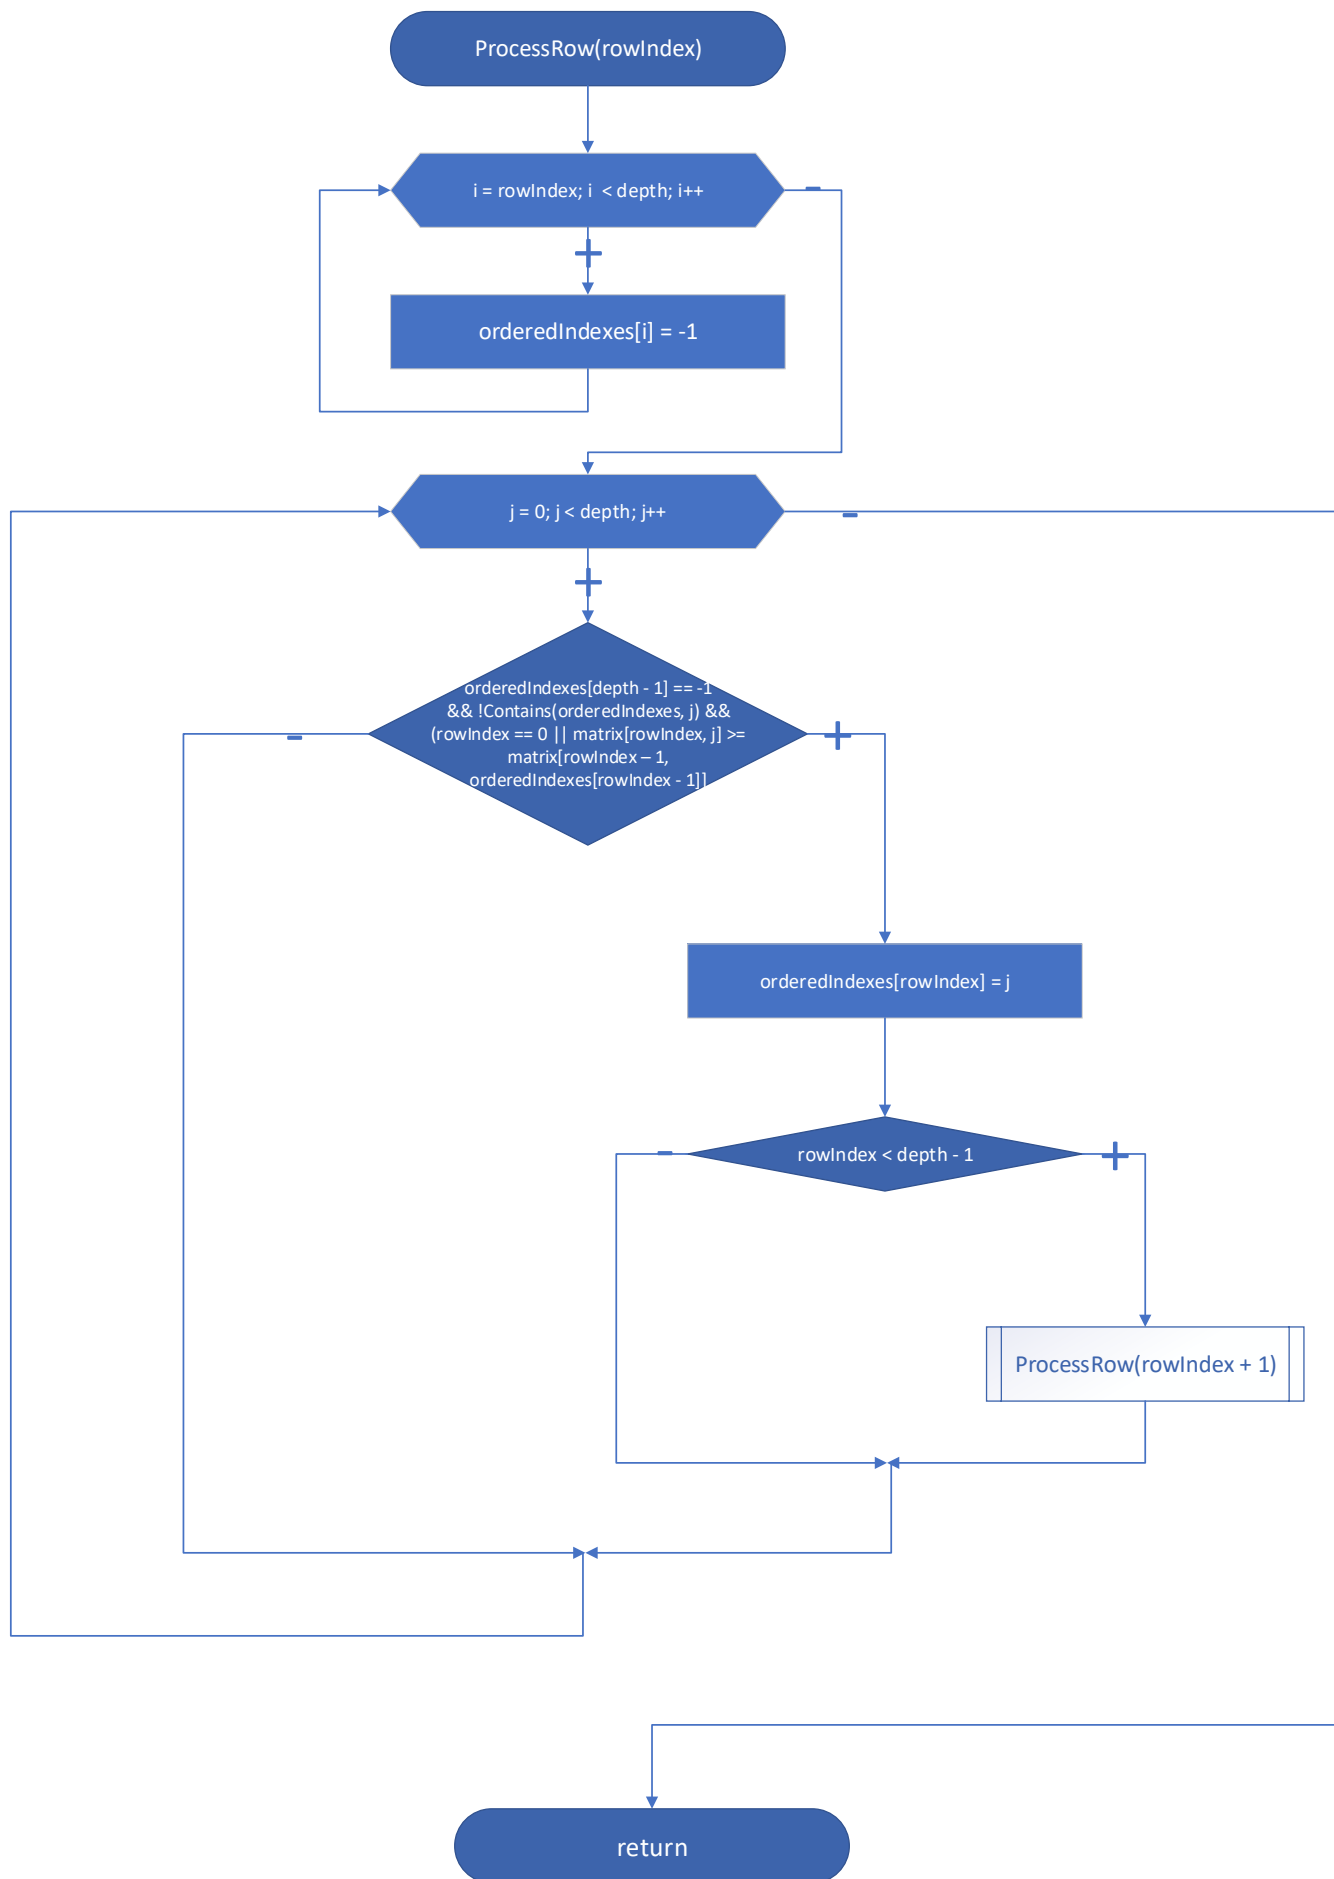 ProcessRow(rowIndex)
i = rowIndex; i < depth; i++
-
+
orderedIndexes[i] = -1
j = 0; j < depth; j++
-
+
orderedIndexes[depth - 1] == -1
&& !Contains(orderedIndexes, j) &&
(rowIndex == 0 || matrix[rowIndex, j] >=
matrix[rowIndex – 1,
orderedIndexes[rowIndex - 1]]
-
+
orderedIndexes[rowIndex] = j
-
rowIndex < depth - 1
+
ProcessRow(rowIndex + 1)
return